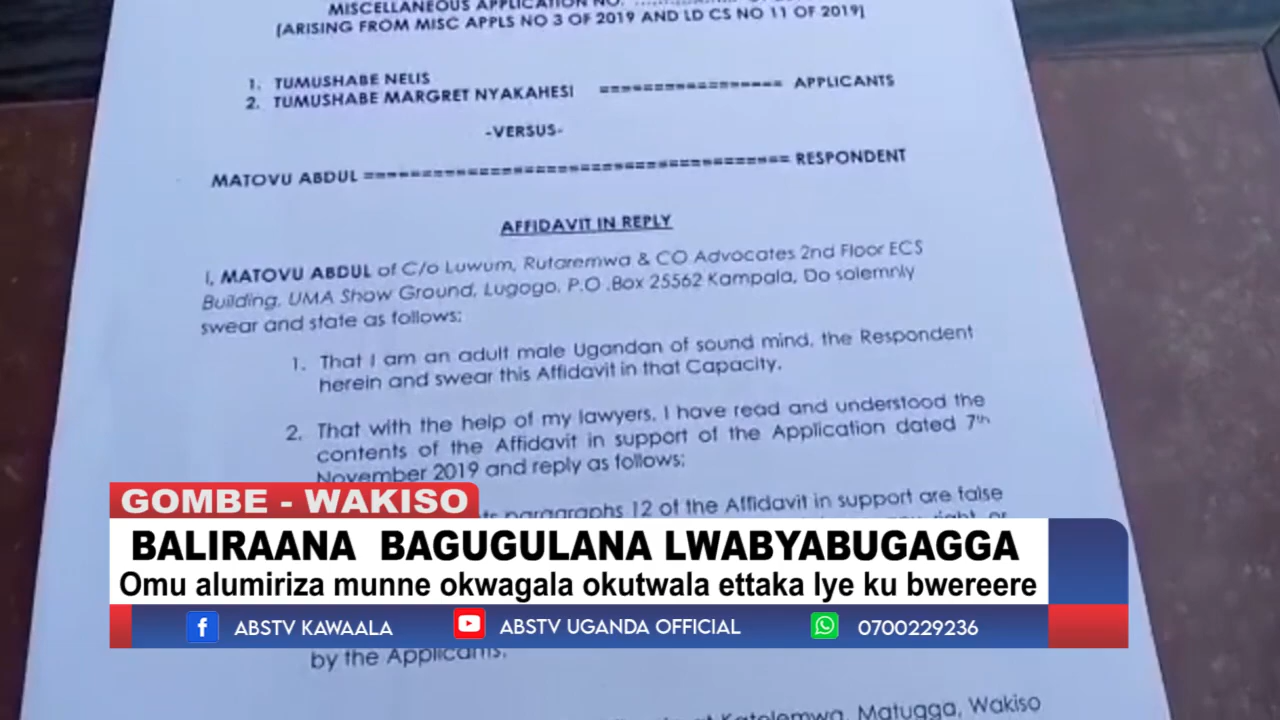 MISCELLANEOUS APPLICATION NO.
[ARISING FROM MISC APPLS NO 3 OF 2019 AND LD CS NO 11 OF 2019]
1. TUMUSHABE NELIS
2. TUMUSHABE MARGRET NYAKAHESI ================ APPLICANTS
-VERSUS-
MATOVU ABDUL ==================================== RESPONDENT
AFFIDAVIT IN REPLY
I, MATOVU ABDUL of C/o Luwum, Rutaremwa & CO Advocates 2nd Floor ECS
Building, UMA Show Ground, Lugogo, P.O .Box 25562 Kampala, Do solemnly
swear and state as follows;
1. That I am an adult male Ugandan of sound mind, the Respondent
herein and swear this Affidavit in that Capacity.
2. That with the help of my lawyers, I have read and understood the
contents of the Affidavit in support of the Application dated 7th
November 2019 and reply as follows;
paragraphs 12 of the Affidavit in support are false
right or
GOMBE - WAKISO
BALIRAANA BAGUGULANA LWABYABUGAGGA
Omu alumiriza munne okwagala okutwala ettaka lye ku bwereere
ABSTV KAWAALA
ABSTV UGANDA OFFICIAL
0700229236
by the Applicants.
at Katolemwa, Matugga, Wakiso